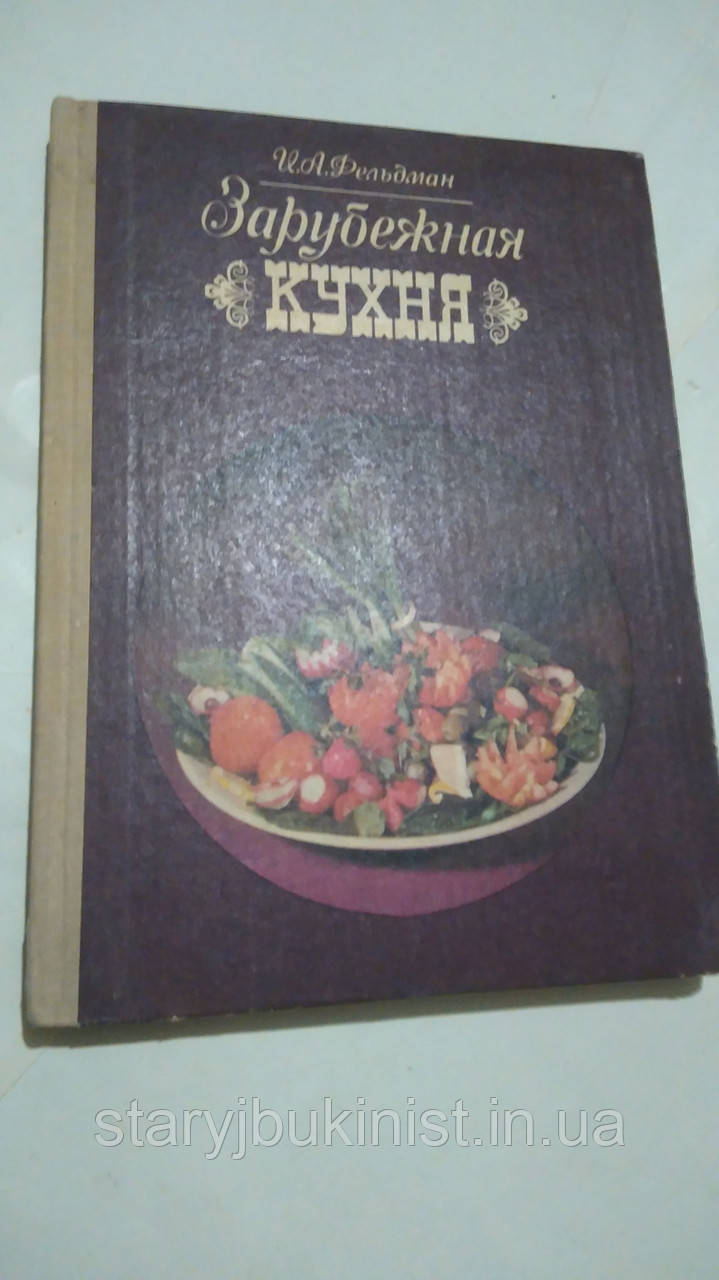 И.А.Фельдман
Зарубежная
КУХНЯ
staryjbukinist.in.ua